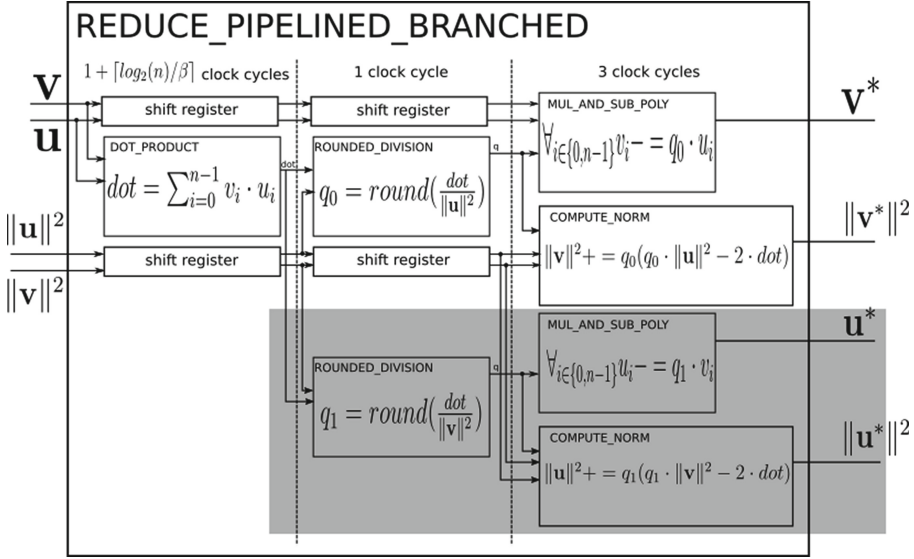 REDUCE_PIPELINED_BRANCHED
1 + ⌈log₂(n)/β⌉ clock cycles
1 clock cycle
3 clock cycles
v
u
shift register
shift register
MUL_AND_SUB_POLY
∀i∈{0,n−1}vᵢ− = q₀ · uᵢ
v*
DOT_PRODUCT
dot = ∑ᵢ₌₀ⁿ⁻¹ vᵢ · uᵢ
dot
ROUNDED_DIVISION
q₀ = round(dot/‖u‖²)
q
COMPUTE_NORM
‖v‖²+ = q₀(q₀ · ‖u‖² − 2 · dot)
‖v*‖²
‖u‖²
‖v‖²
shift register
shift register
MUL_AND_SUB_POLY
∀i∈{0,n−1}uᵢ− = q₁ · vᵢ
u*
ROUNDED_DIVISION
q₁ = round(dot/‖v‖²)
q
COMPUTE_NORM
‖u‖²+ = q₁(q₁ · ‖v‖² − 2 · dot)
‖u*‖²